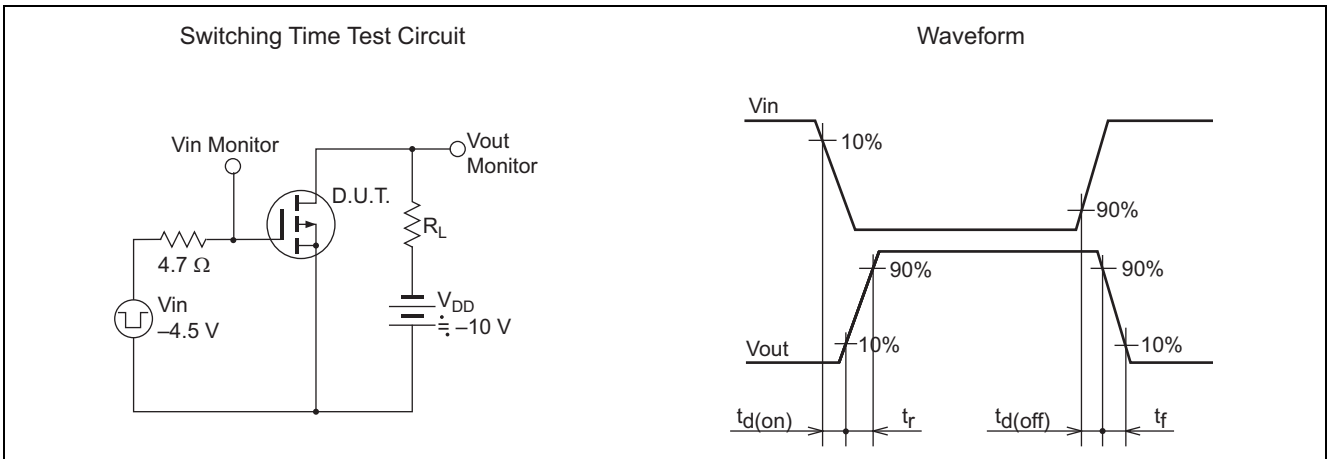 Switching Time Test Circuit
Vin Monitor
Vout
Monitor
D.U.T.
RL
4.7 Ω
Vin
–4.5 V
VDD
≒ –10 V
Waveform
Vin
10%
90%
90%
90%
Vout
10%
10%
td(on)
tr
td(off)
tf